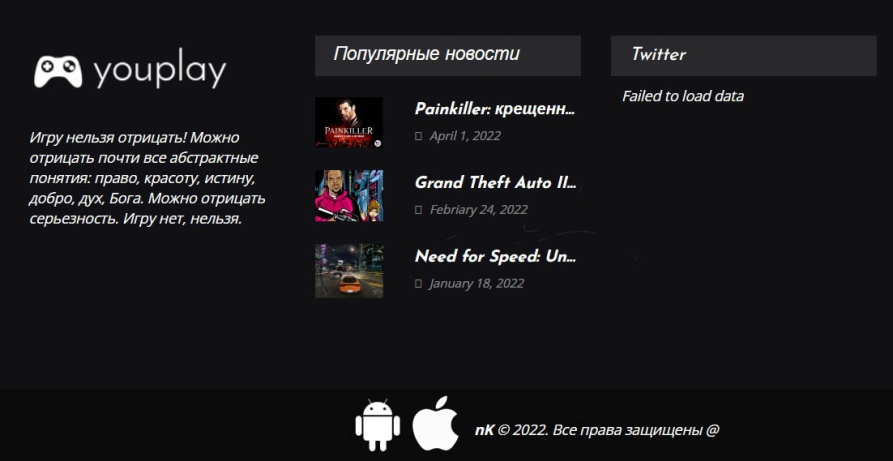 youplay
Игру нельзя отрицать! Можно
отрицать почти все абстрактные
понятия: право, красоту, истину,
добро, дух, Бога. Можно отрицать
серьезность. Игру нет, нельзя.
Популярные новости
PAINKILLER
Painkiller: крещенн...
April 1, 2022
Grand Theft Auto II...
Febriary 24, 2022
Need for Speed: Un...
January 18, 2022
Twitter
Failed to load data
nK © 2022. Все права защищены @